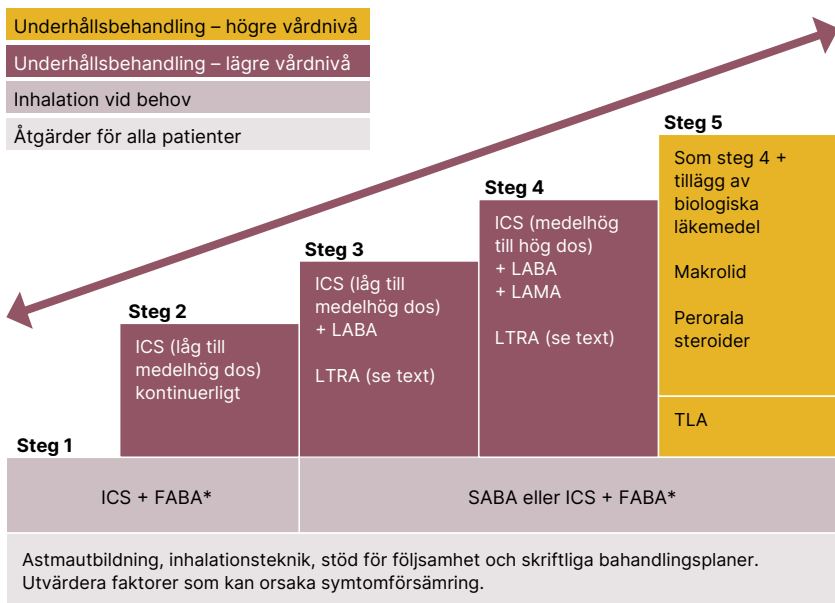 Underhållsbehandling – högre vårdnivå
Underhållsbehandling – lägre vårdnivå
Inhalation vid behov
Åtgärder för alla patienter
Steg 1
Steg 2
ICS (låg till
medelhög dos)
kontinuerligt
Steg 3
ICS (låg till
medelhög dos)
+ LABA
LTRA (se text)
Steg 4
ICS (medelhög
till hög dos)
+ LABA
+ LAMA
LTRA (se text)
Steg 5
Som steg 4 +
tillägg av
biologiska
läkemedel
Makrolid
Perorala
steroider
TLA
ICS + FABA*
SABA eller ICS + FABA*
Astmautbildning, inhalationsteknik, stöd för följsamhet och skriftliga bahandlingsplaner.
Utvärdera faktorer som kan orsaka symtomförsämring.